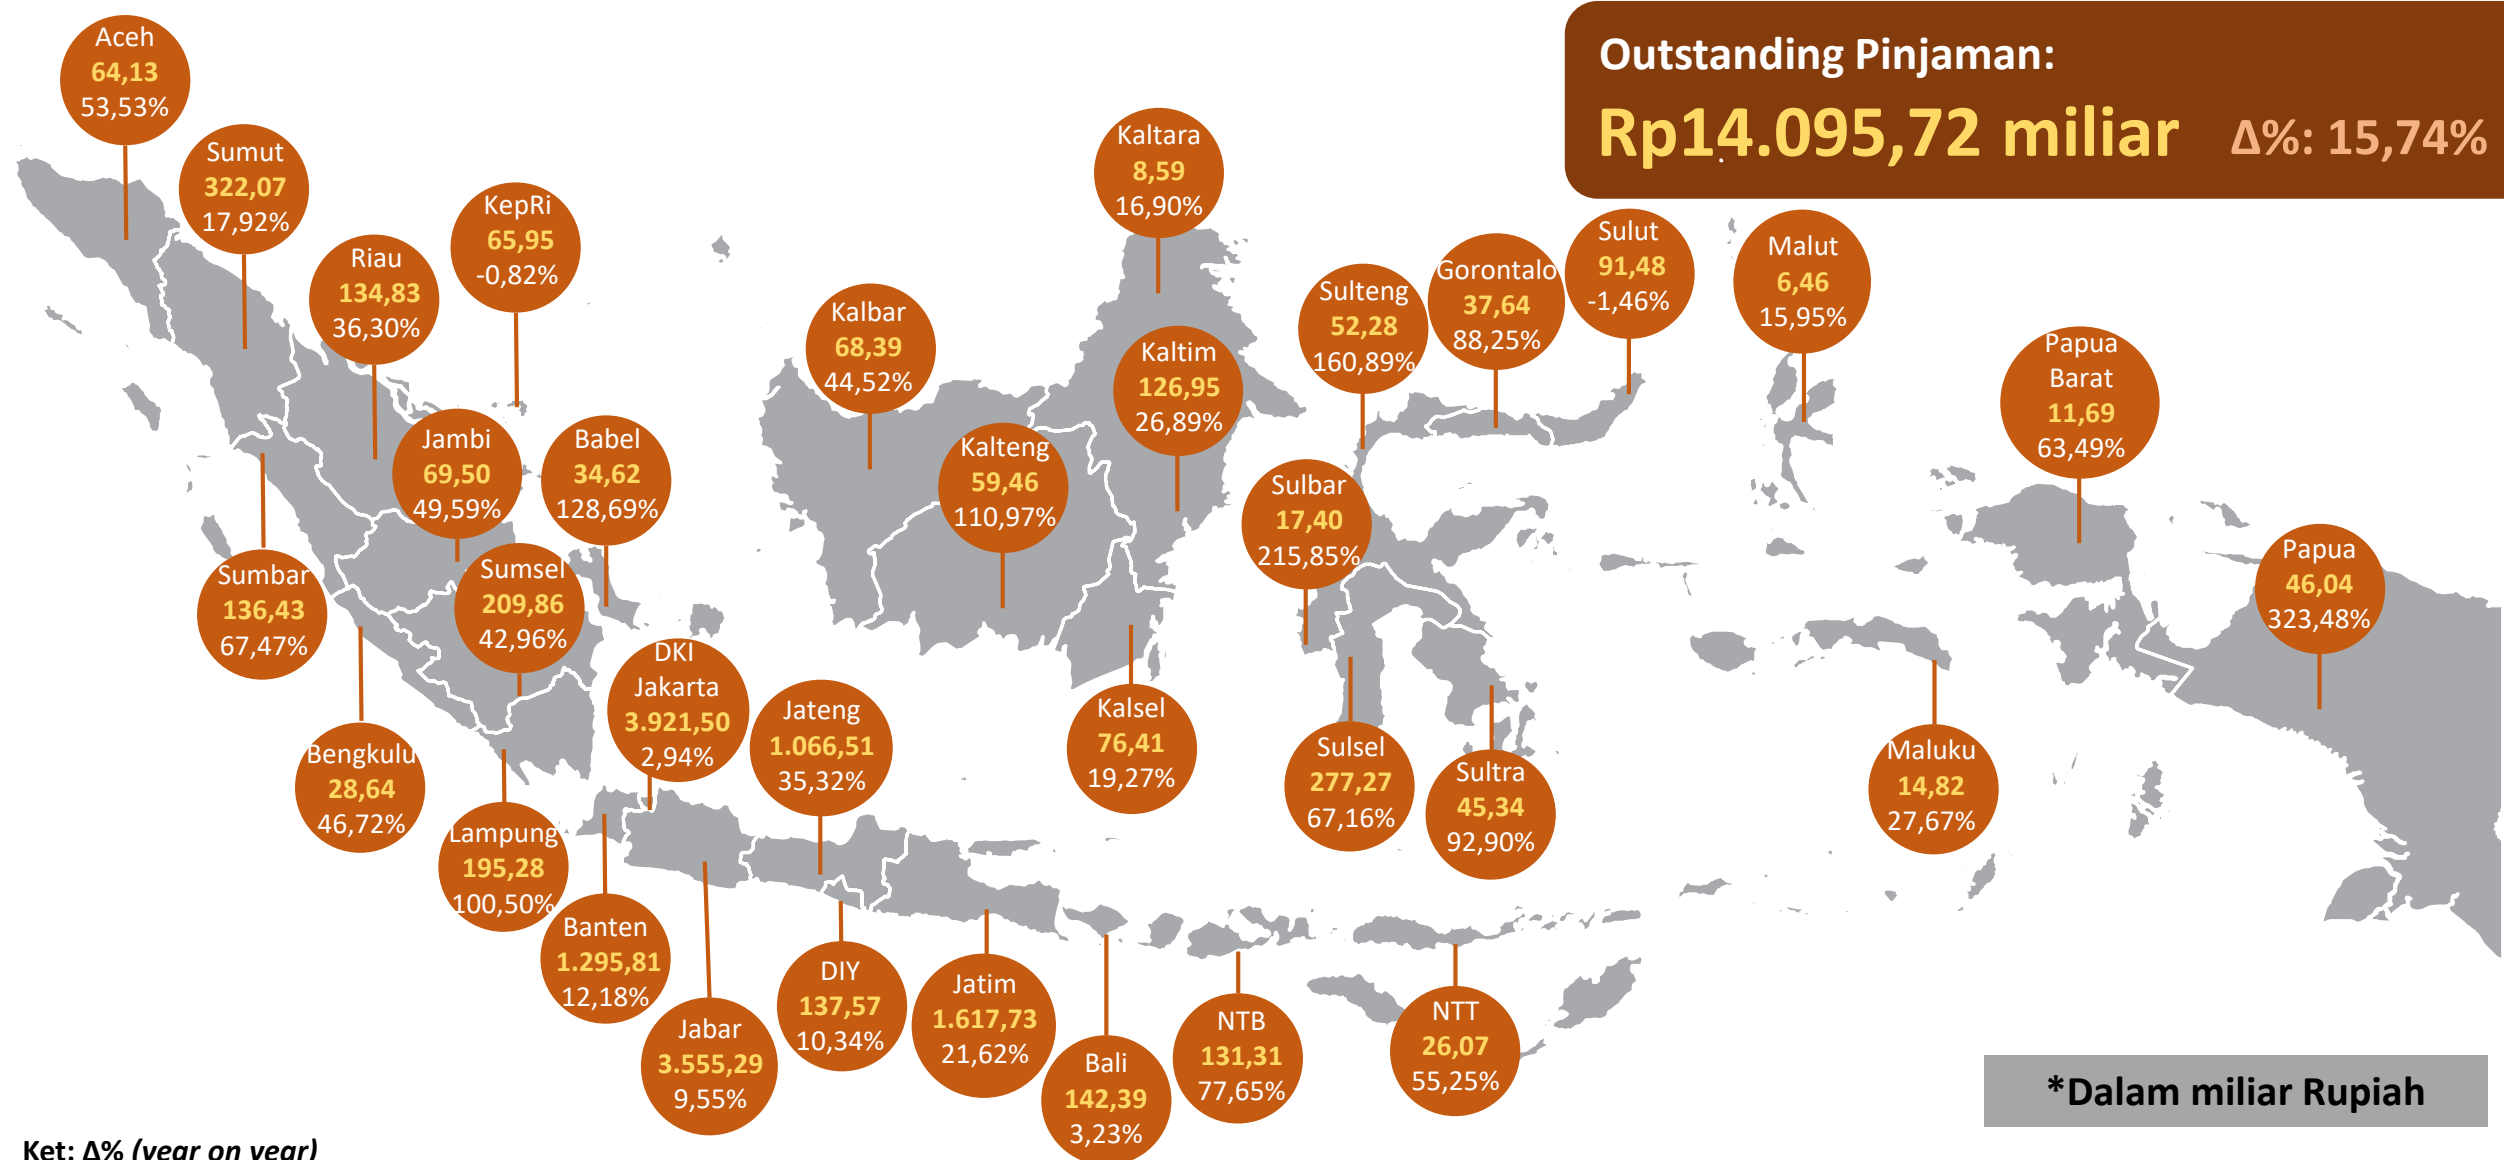 Outstanding Pinjaman:
Rp14.095,72 miliar Δ%: 15,74%
Aceh
64,13
53,53%
Sumut
322,07
17,92%
Riau
134,83
36,30%
KepRi
65,95
-0,82%
Jambi
69,50
49,59%
Babel
34,62
128,69%
Sumbar
136,43
67,47%
Sumsel
209,86
42,96%
Bengkulu
28,64
46,72%
Lampung
195,28
100,50%
DKI
Jakarta
3.921,50
2,94%
Banten
1.295,81
12,18%
Jabar
3.555,29
9,55%
Jateng
1.066,51
35,32%
DIY
137,57
10,34%
Jatim
1.617,73
21,62%
Bali
142,39
3,23%
NTB
131,31
77,65%
NTT
26,07
55,25%
Kalbar
68,39
44,52%
Kalteng
59,46
110,97%
Kaltara
8,59
16,90%
Kaltim
126,95
26,89%
Kalsel
76,41
19,27%
Sulteng
52,28
160,89%
Gorontalo
37,64
88,25%
Sulut
91,48
-1,46%
Sulbar
17,40
215,85%
Sulsel
277,27
67,16%
Sultra
45,34
92,90%
Malut
6,46
15,95%
Maluku
14,82
27,67%
Papua
Barat
11,69
63,49%
Papua
46,04
323,48%
*Dalam miliar Rupiah
Ket: Δ% (year on year)